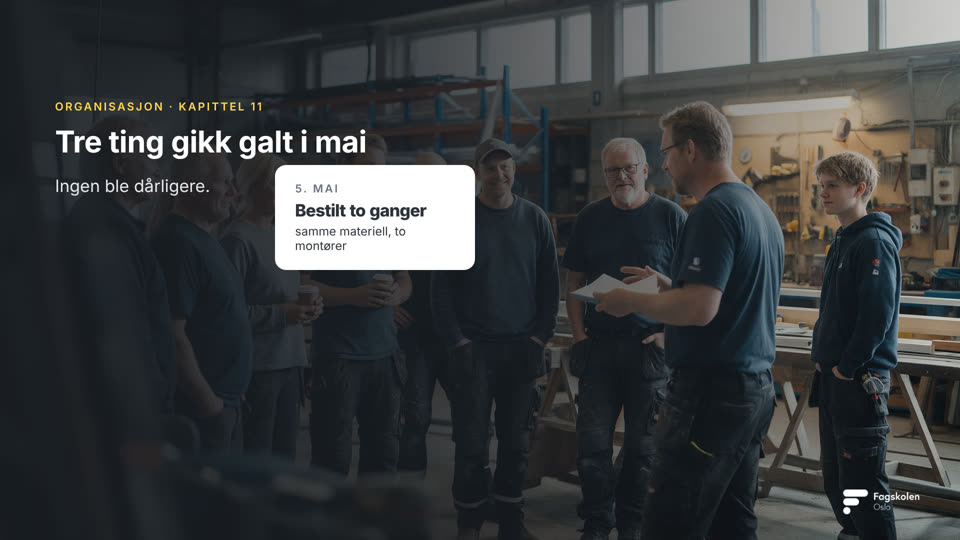 ORGANISASJON · KAPITTEL 11
Tre ting gikk galt i mai
Ingen ble dårligere.
5. MAI
Bestilt to ganger
samme materiell, to
montører
Fagskolen
Oslo